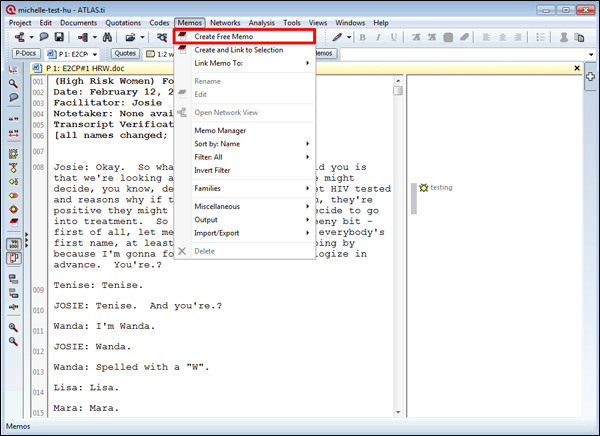 michelle-test-hu - ATLAS.ti
Project Edit Documents Quotations Codes Memos Networks Analysis Tools Views Windows Help
P-Docs P 1: E2CP Quotes 1:2 w emos
P 1: E2CP#1 HRW.doc
Create Free Memo
Create and Link to Selection
Link Memo To:
Rename
Edit
Open Network View
Memo Manager
Sort by: Name
Filter: All
Invert Filter
Families
Miscellaneous
Output
Import/Export
Delete
001 (High Risk Women) Fo
002 Date: February 12, 2
003 Facilitator: Josie
004 Notetaker: None avai
005 Transcript Verificat
006 [all names changed;
007
008 Josie: Okay. So wha ld you is
that we're looking a e might
decide, you know, de et HIV tested
and reasons why if t n, they're
positive they might ecide to go
into treatment. So eeny bit -
first of all, let me everybody's
first name, at least oing by
because I'm gonna fo logize in
advance. You're.?
009 Tenise: Tenise.
010 JOSIE: Tenise. And you're.?
011 Wanda: I'm Wanda.
012 JOSIE: Wanda.
013 Wanda: Spelled with a "W".
014 Lisa: Lisa.
015 Mara: Mara.
testing
Memos